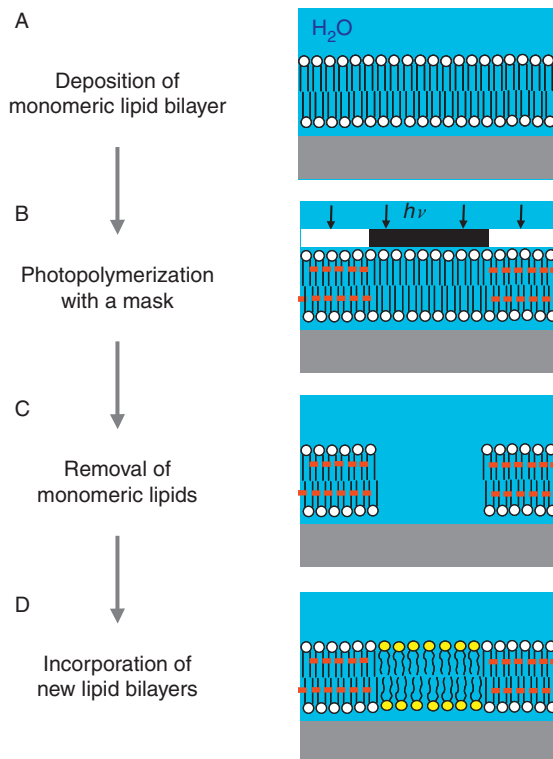 A
Deposition of
monomeric lipid bilayer
H₂O
B
Photopolymerization
with a mask
hν
C
Removal of
monomeric lipids
D
Incorporation of
new lipid bilayers